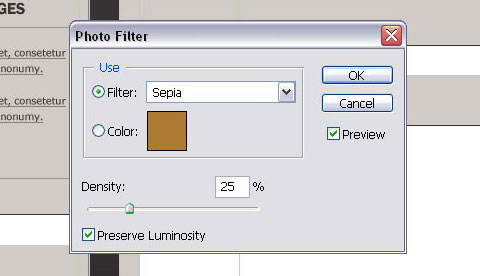 GES
et, consetetur
nonumy.
et, consetetur
nonumy.
Photo Filter
Use
Filter: Sepia
Color:
OK
Cancel
Preview
Density: 25 %
Preserve Luminosity